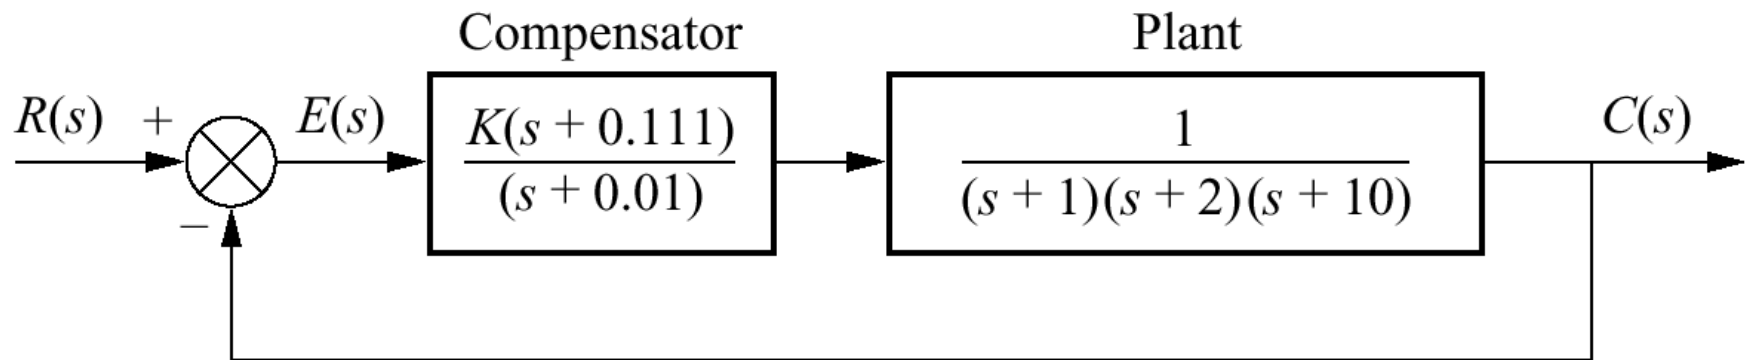 Compensator Plant
R(s) + E(s) K(s + 0.111) 1 C(s)
(s + 0.01) (s + 1)(s + 2)(s + 10)
−